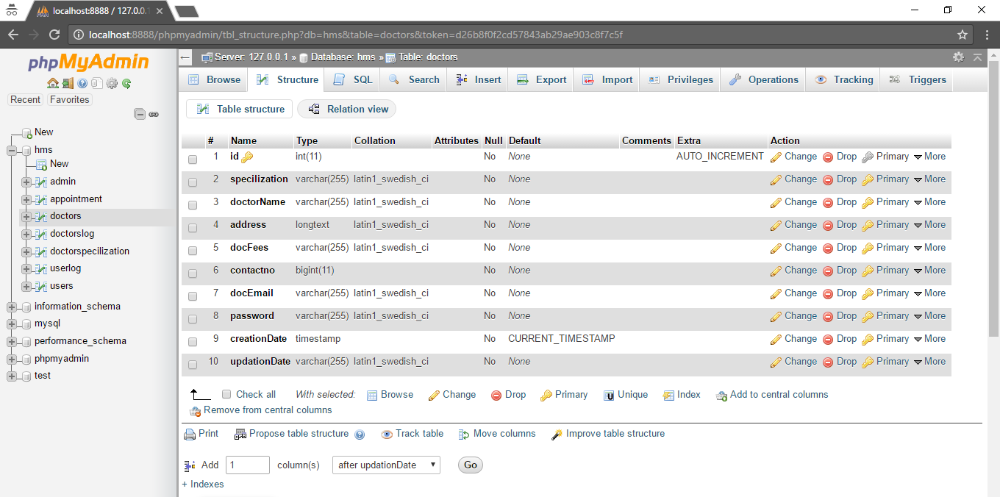 localhost:8888 / 127.0.0.1
localhost:8888/phpmyadmin/tbl_structure.php?db=hms&table=doctors&token=d26b8f0f2cd57843ab29ae903c8f7c5f
phpMyAdmin
Recent Favorites
New
hms
New
admin
appointment
doctors
doctorslog
doctorspecilization
userlog
users
information_schema
mysql
performance_schema
phpmyadmin
test
Server: 127.0.0.1 » Database: hms » Table: doctors
Browse Structure SQL Search Insert Export Import Privileges Operations Tracking Triggers
Table structure Relation view
# Name Type Collation Attributes Null Default Comments Extra Action
1 id int(11) No None AUTO_INCREMENT Change Drop Primary More
2 specilization varchar(255) latin1_swedish_ci No None Change Drop Primary More
3 doctorName varchar(255) latin1_swedish_ci No None Change Drop Primary More
4 address longtext latin1_swedish_ci No None Change Drop Primary More
5 docFees varchar(255) latin1_swedish_ci No None Change Drop Primary More
6 contactno bigint(11) No None Change Drop Primary More
7 docEmail varchar(255) latin1_swedish_ci No None Change Drop Primary More
8 password varchar(255) latin1_swedish_ci No None Change Drop Primary More
9 creationDate timestamp No CURRENT_TIMESTAMP Change Drop Primary More
10 updationDate varchar(255) latin1_swedish_ci No None Change Drop Primary More
Check all With selected: Browse Change Drop Primary Unique Index Add to central columns
Remove from central columns
Print Propose table structure Track table Move columns Improve table structure
Add 1 column(s) after updationDate Go
+ Indexes